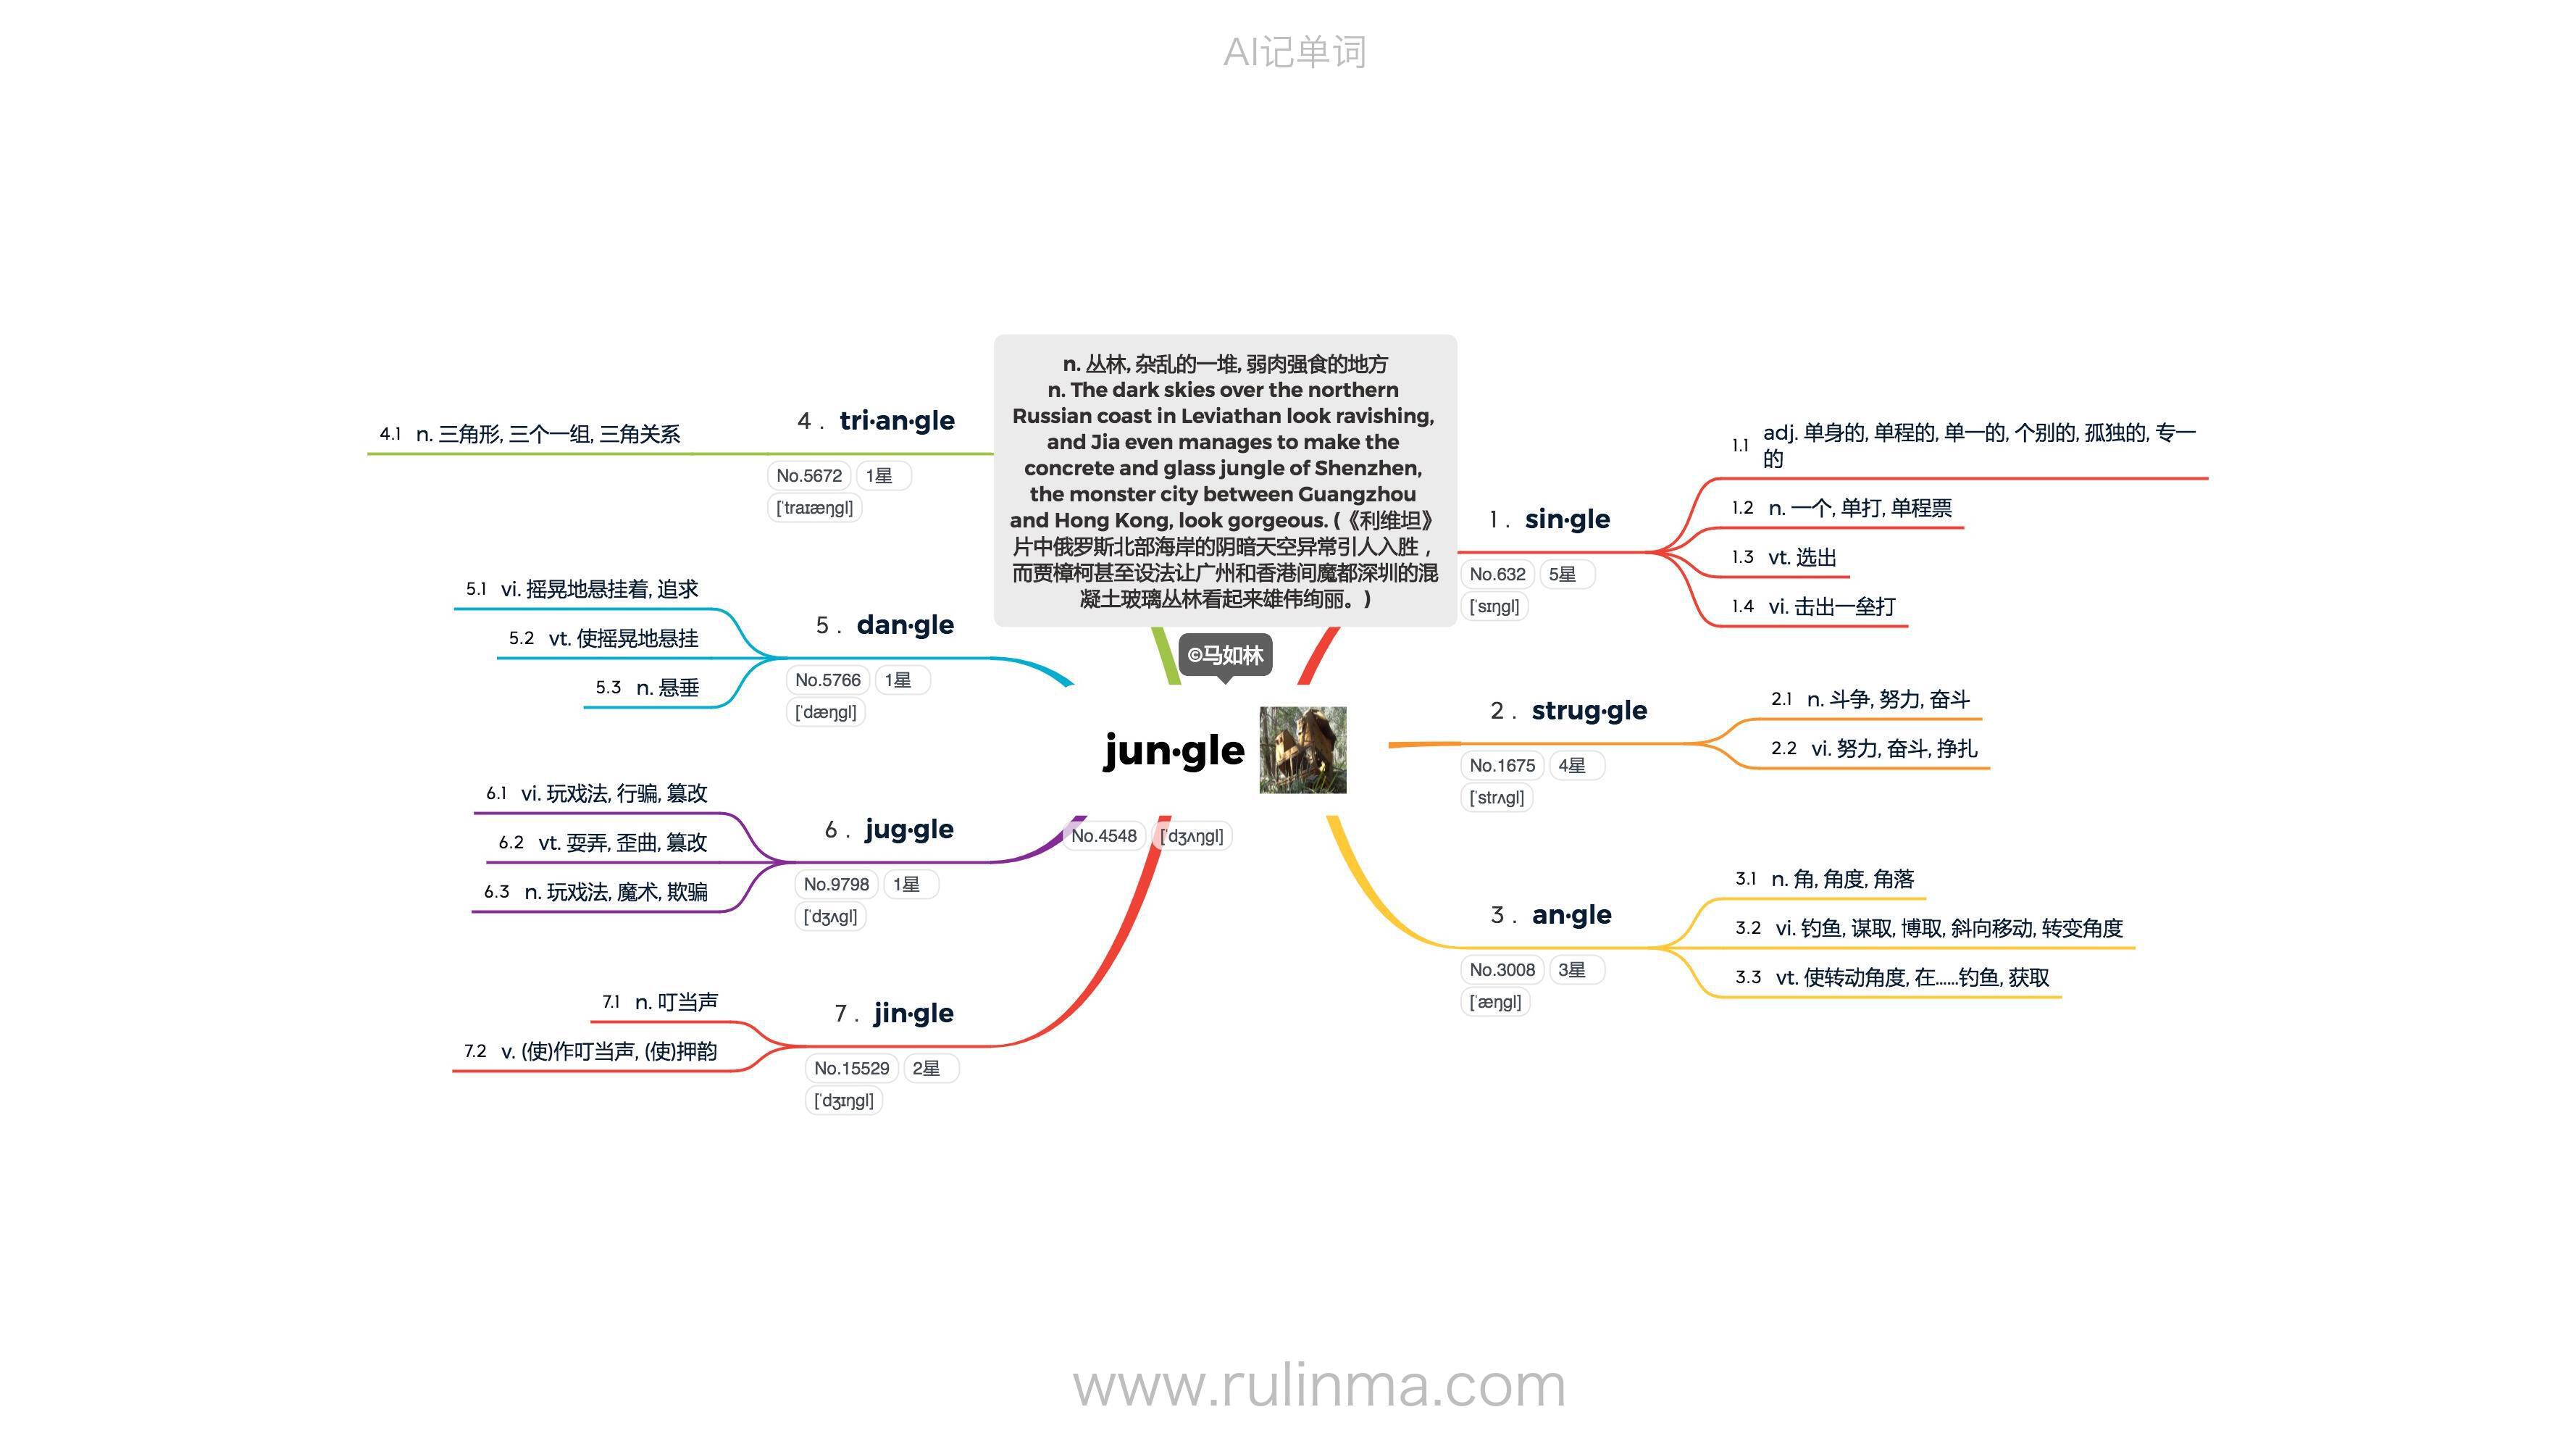 AI记单词
n. 丛林, 杂乱的一堆, 弱肉强食的地方
n. The dark skies over the northern
Russian coast in Leviathan look ravishing,
and Jia even manages to make the
concrete and glass jungle of Shenzhen,
the monster city between Guangzhou
and Hong Kong, look gorgeous. (《利维坦》
片中俄罗斯北部海岸的阴暗天空异常引人入胜，
而贾樟柯甚至设法让广州和香港间魔都深圳的混
凝土玻璃丛林看起来雄伟绚丽。)
©马如林
jun·gle
No.4548 [ˈdʒʌŋgl]
1. sin·gle
No.632 5星
[ˈsɪŋgl]
1.1 adj. 单身的, 单程的, 单一的, 个别的, 孤独的, 专一
的
1.2 n. 一个, 单打, 单程票
1.3 vt. 选出
1.4 vi. 击出一垒打
2. strug·gle
No.1675 4星
[ˈstrʌgl]
2.1 n. 斗争, 努力, 奋斗
2.2 vi. 努力, 奋斗, 挣扎
3. an·gle
No.3008 3星
[ˈæŋgl]
3.1 n. 角, 角度, 角落
3.2 vi. 钓鱼, 谋取, 博取, 斜向移动, 转变角度
3.3 vt. 使转动角度, 在……钓鱼, 获取
4. tri·an·gle
No.5672 1星
[ˈtraɪæŋgl]
4.1 n. 三角形, 三个一组, 三角关系
5. dan·gle
No.5766 1星
[ˈdæŋgl]
5.1 vi. 摇晃地悬挂着, 追求
5.2 vt. 使摇晃地悬挂
5.3 n. 悬垂
6. jug·gle
No.9798 1星
[ˈdʒʌgl]
6.1 vi. 玩戏法, 行骗, 篡改
6.2 vt. 耍弄, 歪曲, 篡改
6.3 n. 玩戏法, 魔术, 欺骗
7. jin·gle
No.15529 2星
[ˈdʒɪŋgl]
7.1 n. 叮当声
7.2 v. (使)作叮当声, (使)押韵
www.rulinma.com